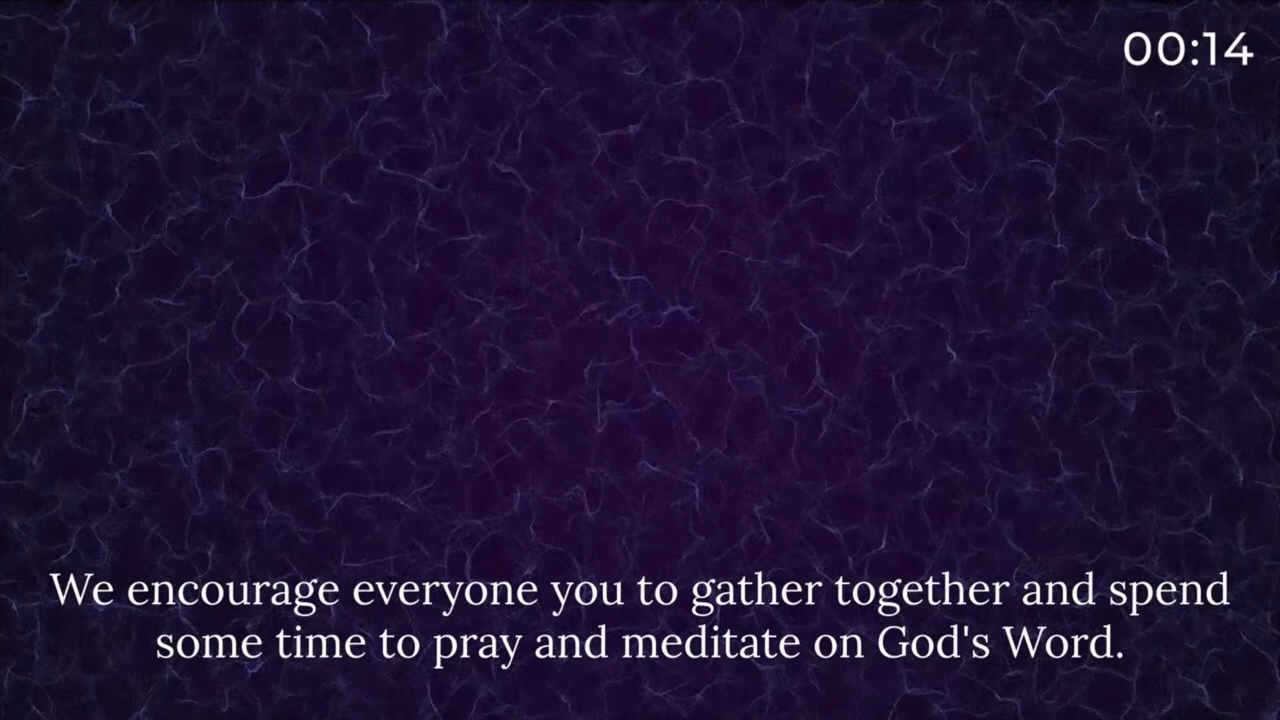 00:14
We encourage everyone you to gather together and spend
some time to pray and meditate on God's Word.